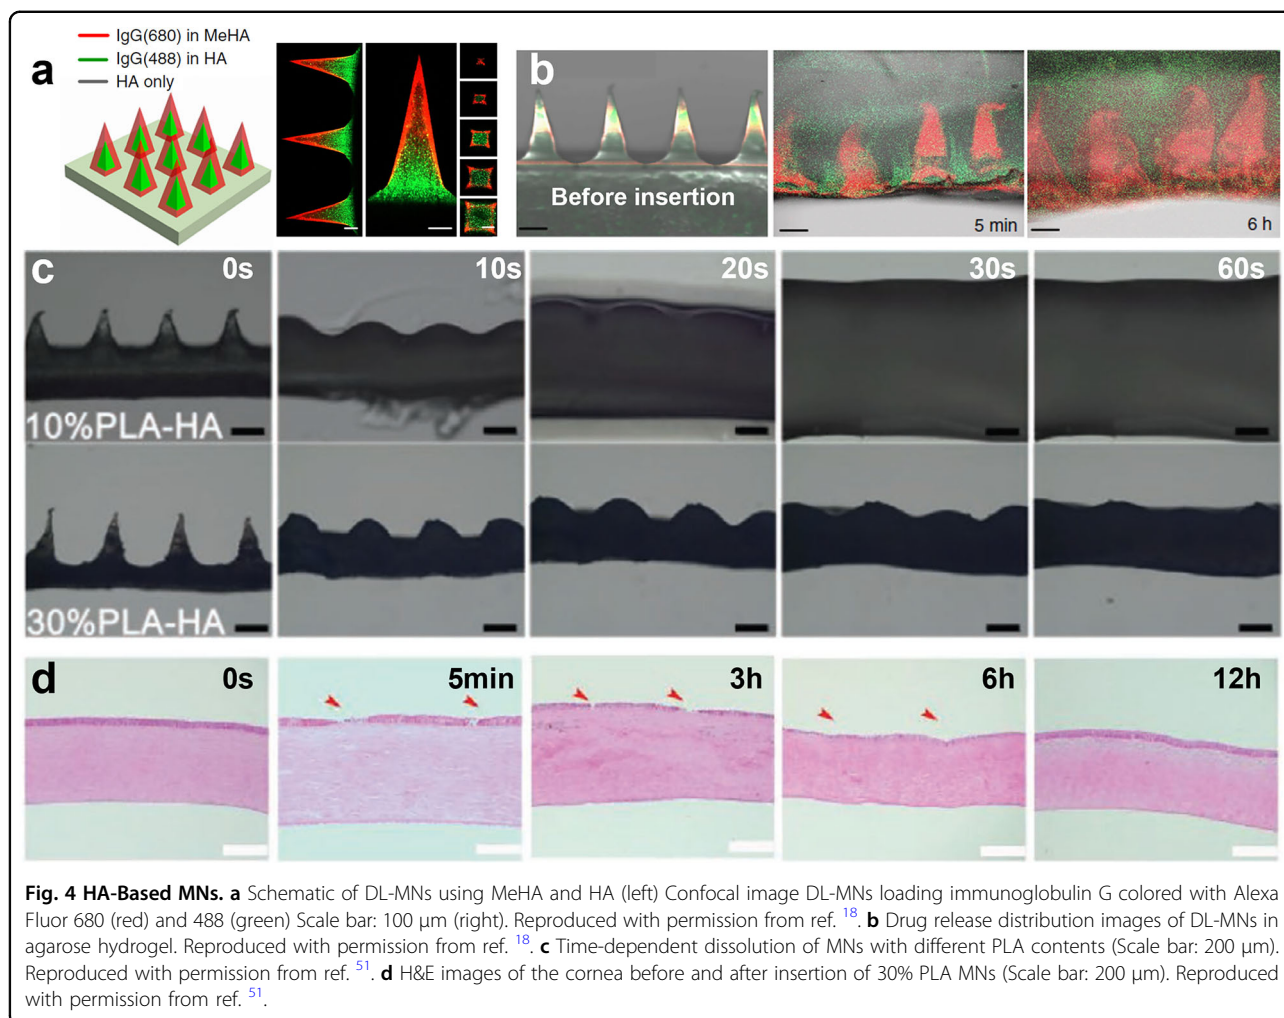 a
IgG(680) in MeHA
IgG(488) in HA
HA only
b
Before insertion
5 min
6 h
c
0s
10s
20s
30s
60s
10%PLA-HA
30%PLA-HA
d
0s
5min
3h
6h
12h
Fig. 4 HA-Based MNs. a Schematic of DL-MNs using MeHA and HA (left) Confocal image DL-MNs loading immunoglobulin G colored with Alexa
Fluor 680 (red) and 488 (green) Scale bar: 100 µm (right). Reproduced with permission from ref. 18. b Drug release distribution images of DL-MNs in
agarose hydrogel. Reproduced with permission from ref. 18. c Time-dependent dissolution of MNs with different PLA contents (Scale bar: 200 µm).
Reproduced with permission from ref. 51. d H&E images of the cornea before and after insertion of 30% PLA MNs (Scale bar: 200 µm). Reproduced
with permission from ref. 51.